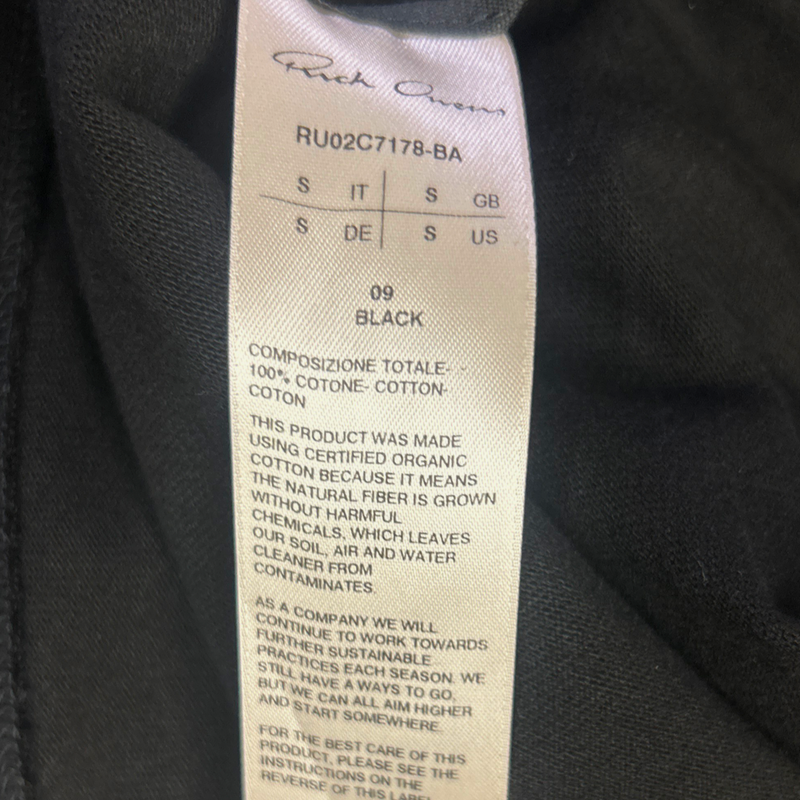 Rick Owens
RU02C7178-BA
S IT S GB
S DE S US
09
BLACK
COMPOSIZIONE TOTALE- -
100% COTONE- COTTON-
COTON
THIS PRODUCT WAS MADE
USING CERTIFIED ORGANIC
COTTON BECAUSE IT MEANS
THE NATURAL FIBER IS GROWN
WITHOUT HARMFUL
CHEMICALS, WHICH LEAVES
OUR SOIL, AIR AND WATER
CLEANER FROM
CONTAMINATES.
AS A COMPANY WE WILL
CONTINUE TO WORK TOWARDS
FURTHER SUSTAINABLE
PRACTICES EACH SEASON. WE
STILL HAVE A WAYS TO GO,
BUT WE CAN ALL AIM HIGHER
AND START SOMEWHERE.
FOR THE BEST CARE OF THIS
PRODUCT, PLEASE SEE THE
INSTRUCTIONS ON THE
REVERSE OF THIS LABEL